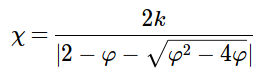 χ = 2k / |2 − φ − √(φ² − 4φ)|